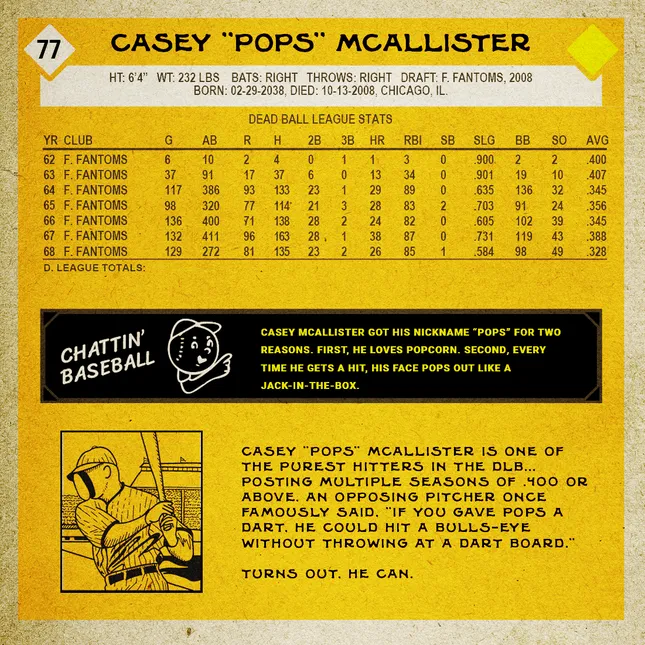 77
CASEY "POPS" MCALLISTER
HT: 6'4" WT: 232 LBS BATS: RIGHT THROWS: RIGHT DRAFT: F. FANTOMS, 2008
BORN: 02-29-2038, DIED: 10-13-2008, CHICAGO, IL.
DEAD BALL LEAGUE STATS
YR CLUB G AB R H 2B 3B HR RBI SB SLG BB SO AVG
62 F. FANTOMS 6 10 2 4 0 1 1 3 0 .900 2 2 .400
63 F. FANTOMS 37 91 17 37 6 0 13 34 0 .901 19 10 .407
64 F. FANTOMS 117 386 93 133 23 1 29 89 0 .635 136 32 .345
65 F. FANTOMS 98 320 77 114 21 3 28 83 2 .703 91 24 .356
66 F. FANTOMS 136 400 71 138 28 2 24 82 0 .605 102 39 .345
67 F. FANTOMS 132 411 96 163 28 1 38 87 0 .731 119 43 .388
68 F. FANTOMS 129 272 81 135 23 2 26 85 1 .584 98 49 .328
D. LEAGUE TOTALS:
CHATTIN'
BASEBALL
CASEY MCALLISTER GOT HIS NICKNAME "POPS" FOR TWO
REASONS. FIRST, HE LOVES POPCORN. SECOND, EVERY
TIME HE GETS A HIT, HIS FACE POPS OUT LIKE A
JACK-IN-THE-BOX.
CASEY "POPS" MCALLISTER IS ONE OF
THE PUREST HITTERS IN THE DLB...
POSTING MULTIPLE SEASONS OF .400 OR
ABOVE. AN OPPOSING PITCHER ONCE
FAMOUSLY SAID, "IF YOU GAVE POPS A
DART, HE COULD HIT A BULLS-EYE
WITHOUT THROWING AT A DART BOARD."
TURNS OUT, HE CAN.